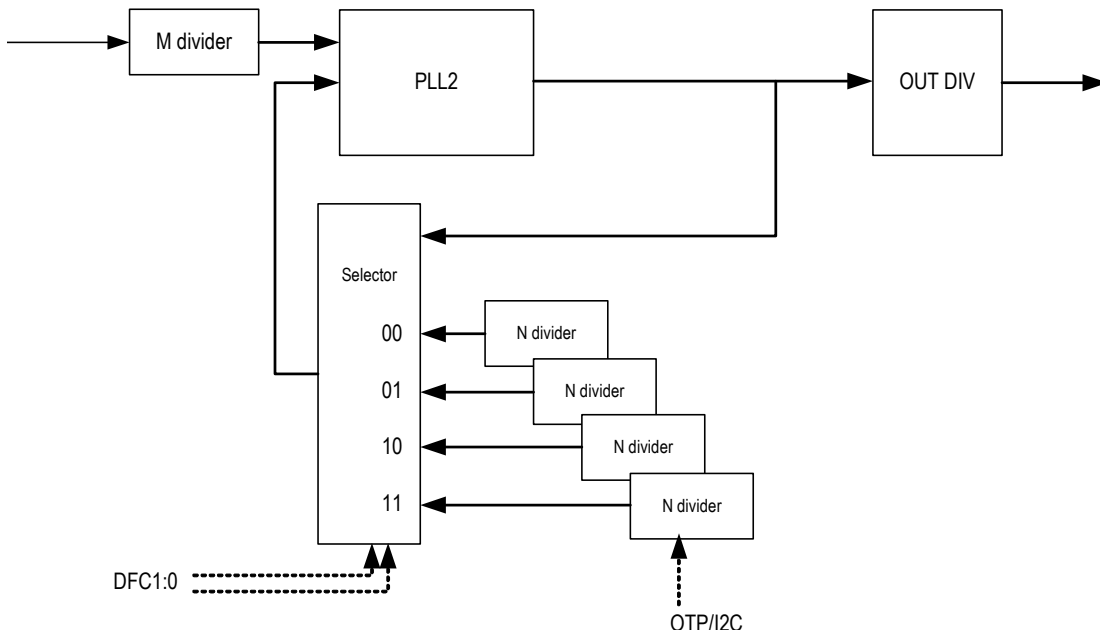 M divider
PLL2
OUT DIV
Selector
00
N divider
01
N divider
10
N divider
11
N divider
DFC1:0
OTP/I2C